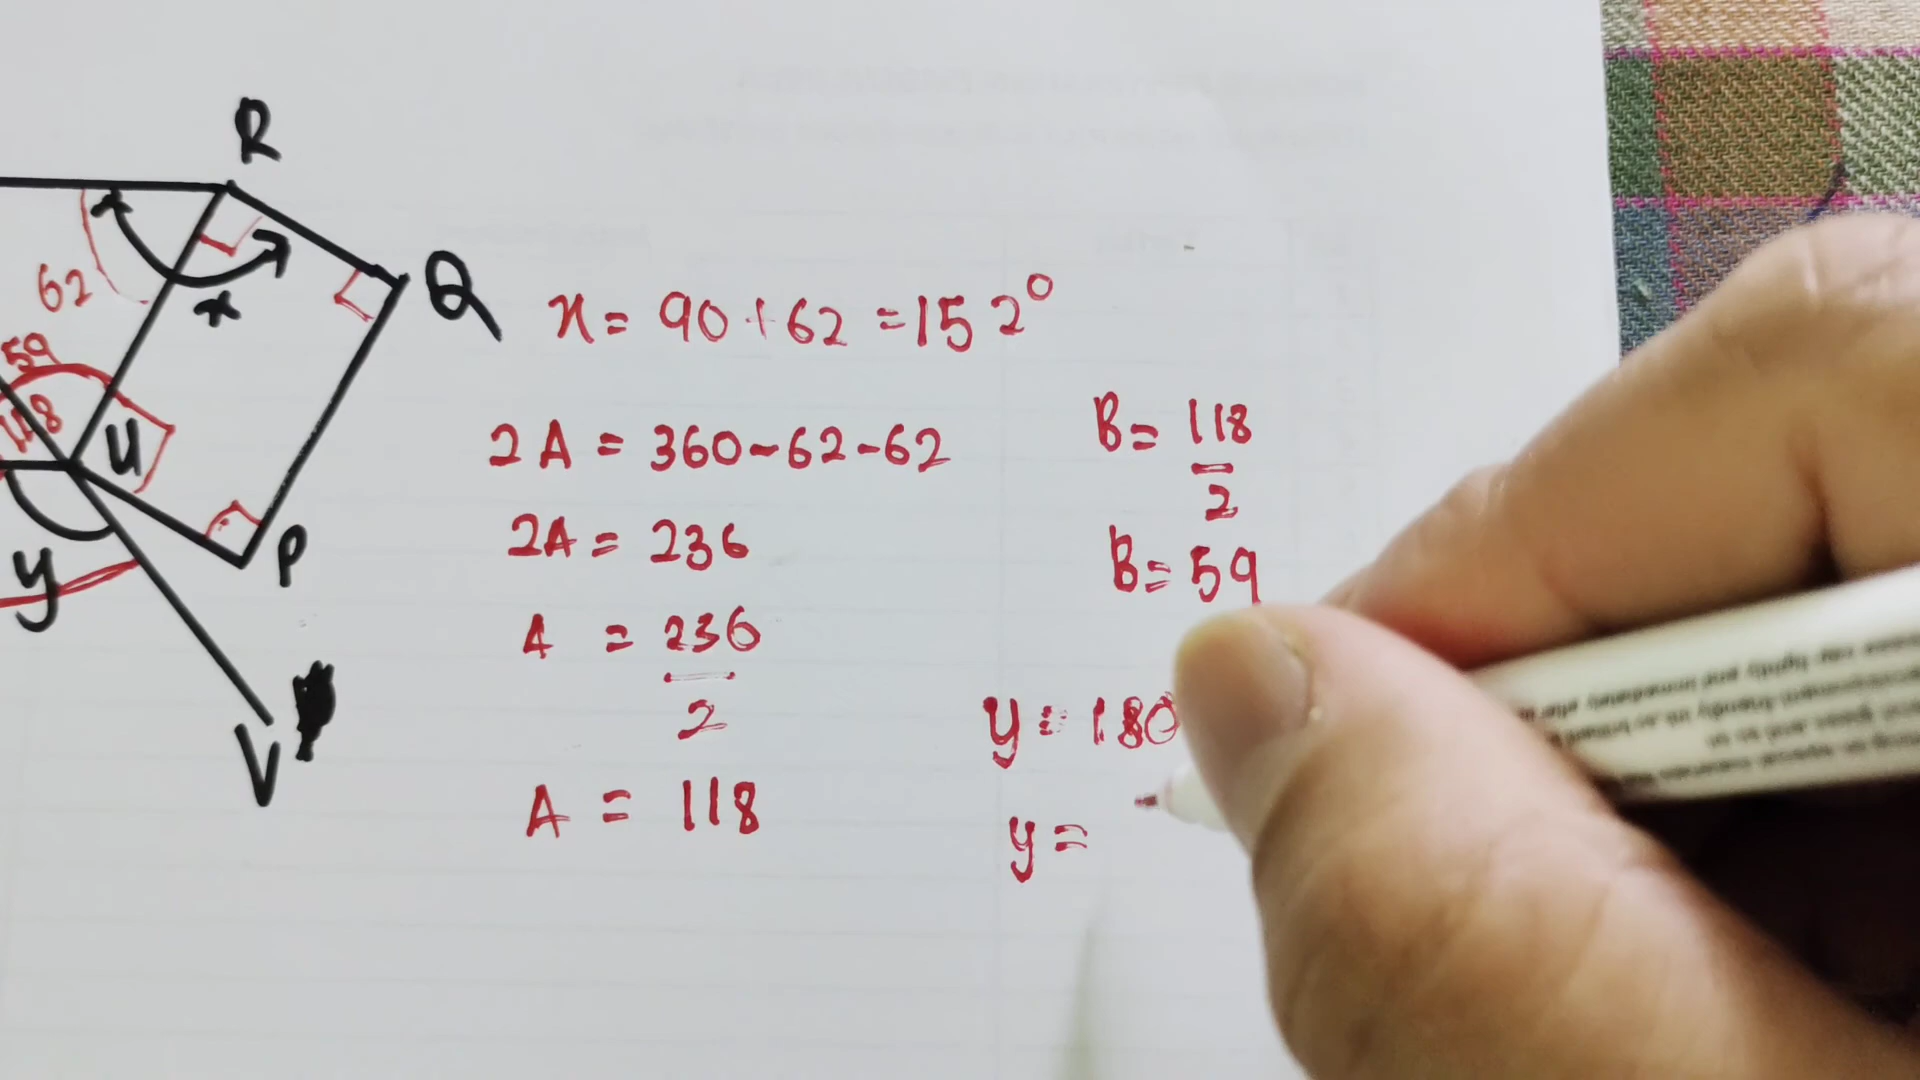 R
62
x
Q
59
118
U
y
P
V
x = 90 + 62 = 152°
2A = 360 - 62 - 62
2A = 236
A = 236
2
A = 118
B = 118
2
B = 59
y = 180
y =